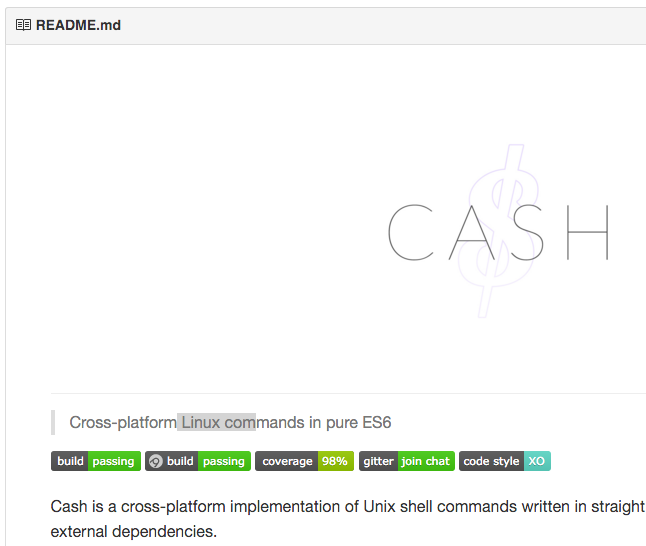 README.md
CASH
Cross-platform Linux commands in pure ES6
build passing build passing coverage 98% gitter join chat code style XO
Cash is a cross-platform implementation of Unix shell commands written in straight
external dependencies.